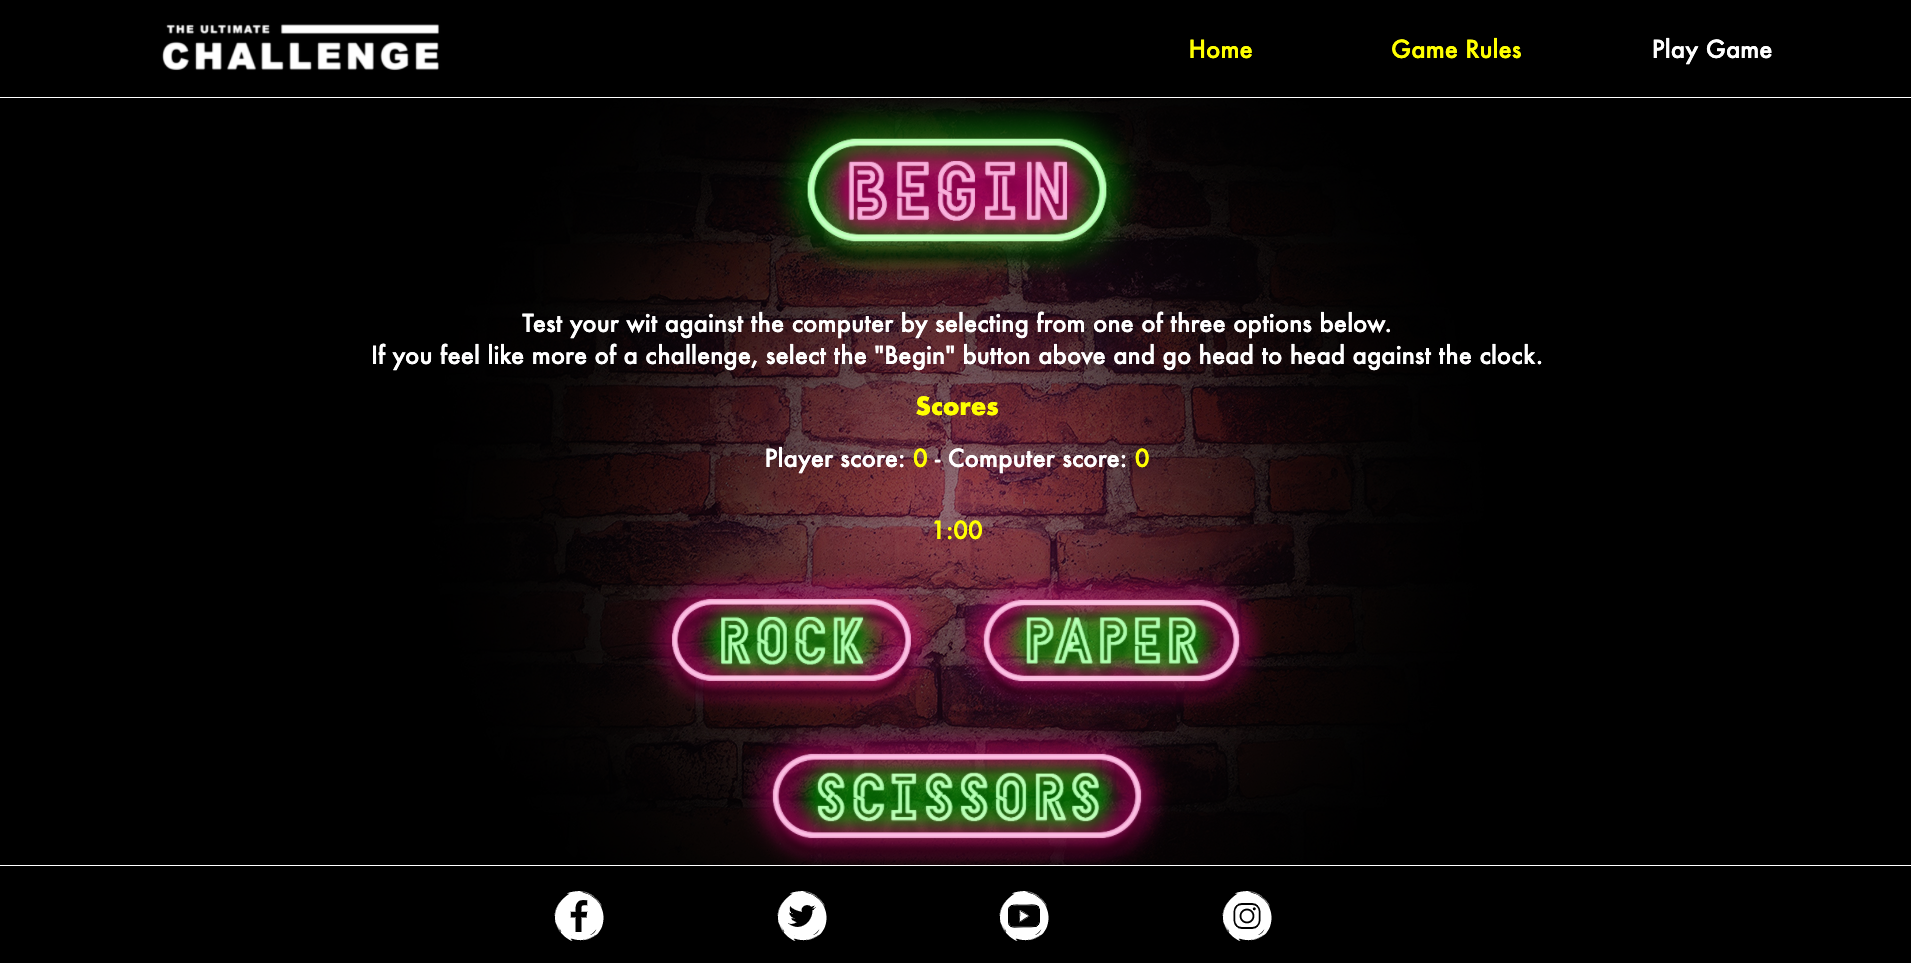 THE ULTIMATE
CHALLENGE
Home Game Rules Play Game
BEGIN
Test your wit against the computer by selecting from one of three options below.
If you feel like more of a challenge, select the "Begin" button above and go head to head against the clock.
Scores
Player score: 0 - Computer score: 0
1:00
ROCK PAPER
SCISSORS